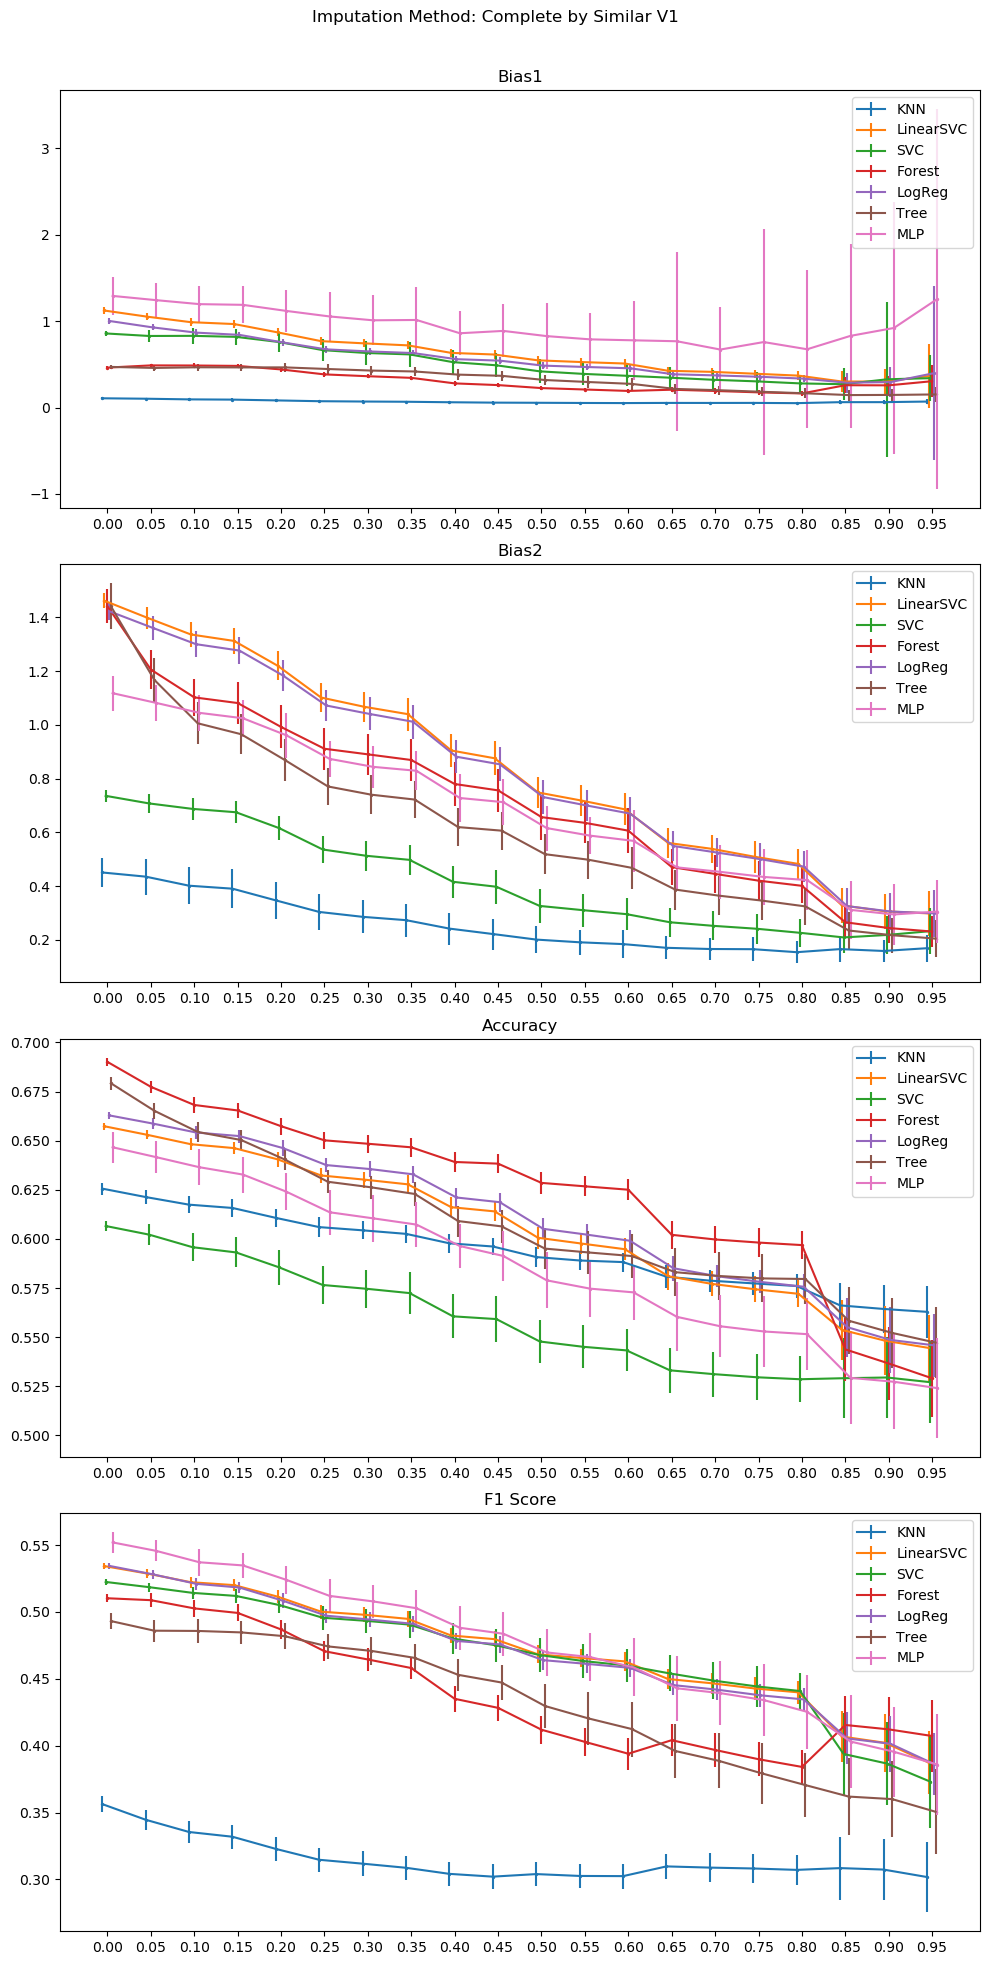 Imputation Method: Complete by Similar V1
Bias1
KNN
LinearSVC
SVC
Forest
LogReg
Tree
MLP
3
2
1
0
−1
0.00 0.05 0.10 0.15 0.20 0.25 0.30 0.35 0.40 0.45 0.50 0.55 0.60 0.65 0.70 0.75 0.80 0.85 0.90 0.95
Bias2
KNN
LinearSVC
SVC
Forest
LogReg
Tree
MLP
1.4
1.2
1.0
0.8
0.6
0.4
0.2
0.00 0.05 0.10 0.15 0.20 0.25 0.30 0.35 0.40 0.45 0.50 0.55 0.60 0.65 0.70 0.75 0.80 0.85 0.90 0.95
Accuracy
KNN
LinearSVC
SVC
Forest
LogReg
Tree
MLP
0.700
0.675
0.650
0.625
0.600
0.575
0.550
0.525
0.500
0.00 0.05 0.10 0.15 0.20 0.25 0.30 0.35 0.40 0.45 0.50 0.55 0.60 0.65 0.70 0.75 0.80 0.85 0.90 0.95
F1 Score
KNN
LinearSVC
SVC
Forest
LogReg
Tree
MLP
0.55
0.50
0.45
0.40
0.35
0.30
0.00 0.05 0.10 0.15 0.20 0.25 0.30 0.35 0.40 0.45 0.50 0.55 0.60 0.65 0.70 0.75 0.80 0.85 0.90 0.95